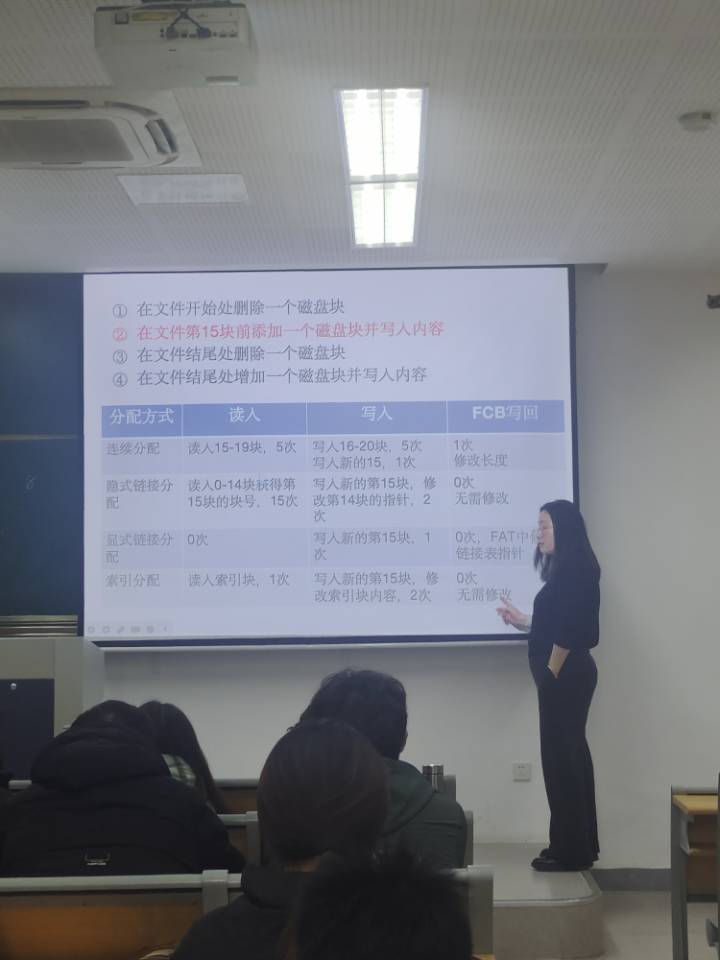 ① 在文件开始处删除一个磁盘块
② 在文件第15块前添加一个磁盘块并写入内容
③ 在文件结尾处删除一个磁盘块
④ 在文件结尾处增加一个磁盘块并写入内容
分配方式 读入 写入 FCB写回
连续分配 读入15-19块，5次 写入16-20块，5次 1次
写入新的15，1次 修改长度
隐式链接分 读入0-14块获得第 写入新的第15块，修 0次
配 15块的块号，15次 改第14块的指针，2 无需修改
次
显式链接分 0次 写入新的第15块，1 0次，FAT中
配 次 链接表指针
索引分配 读入索引块，1次 写入新的第15块，修 0次
改索引块内容，2次 无需修改